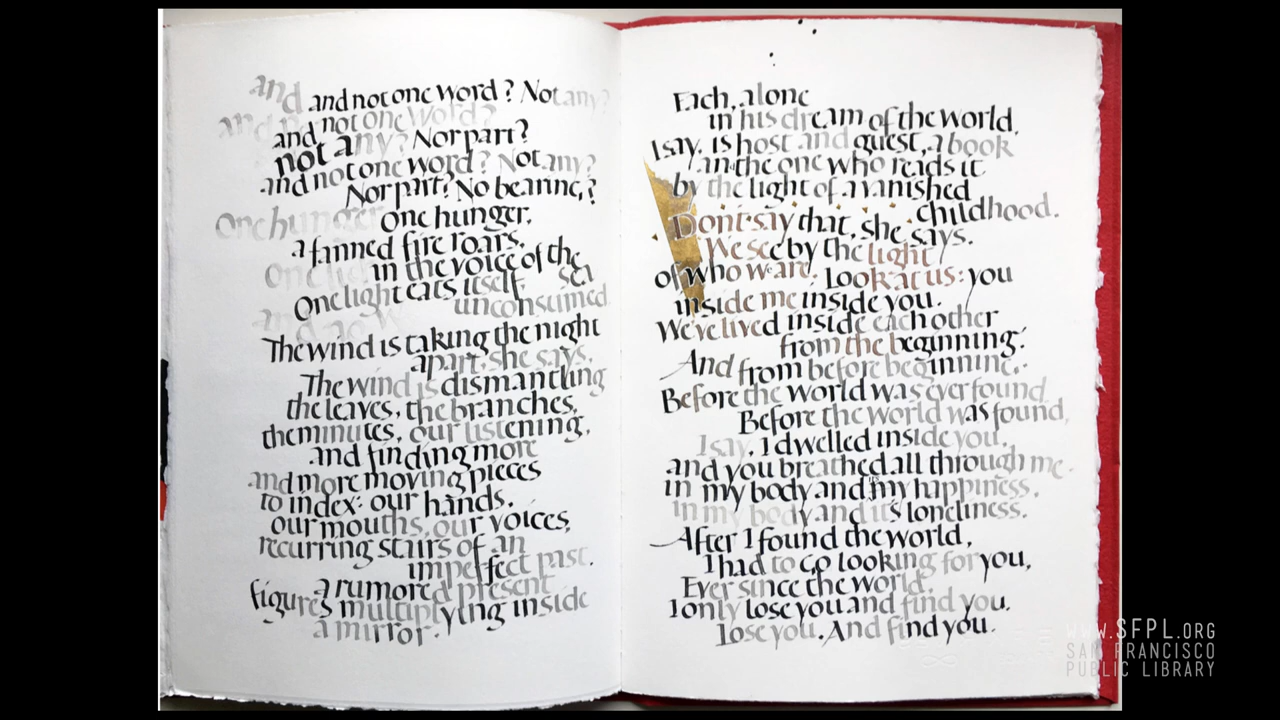 and and not one word? Not any?
and n not one word?
and not any? Nor part?
and not one word? Not any?
Nor part? No bearing?
One hunger one hunger,
a fanned fire roars,
in the voice of the
sea
One light
One light eats itself,
unconsumed
and no w
The wind is taking the night
apart, she says,
The wind is dismantling
the leaves, the branches,
the minutes, our listening,
and finding more
and more moving pieces
to index: our hands,
our mouths, our voices,
recurring stairs of an
imperfect past,
a rumored present
figures multiplying inside
a mirror.
Each, alone
in his dream of the world,
I say, is host and guest, a book
and the one who reads it
by the light of a vanished
childhood.
Don't say that, she says.
We see by the light
of who we are. Look at us: you
inside me inside you.
We've lived inside each other
from the beginning.
And from before beginning.
Before the world was ever found
Before the world was found,
I say, I dwelled inside you,
and you breathed all through me
in my body and my happiness,
in my body and it's loneliness.
After I found the world,
I had to go looking for you,
Ever since the world,
I only lose you and find you.
Lose you. And find you.
WWW.SFPL.ORG
SAN FRANCISCO
PUBLIC LIBRARY